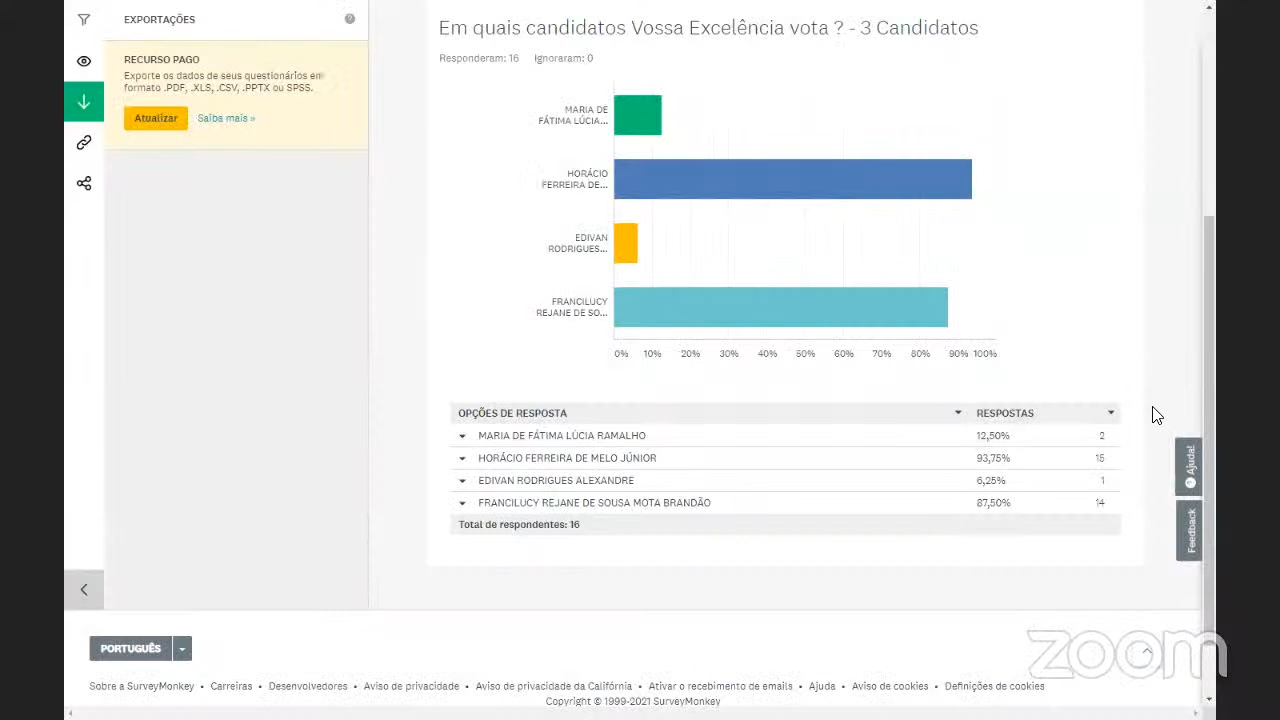 EXPORTAÇÕES
RECURSO PAGO
Exporte os dados de seus questionários em
formato .PDF, .XLS, .CSV, .PPTX ou SPSS.
Atualizar Saiba mais »
Em quais candidatos Vossa Excelência vota ? - 3 Candidatos
Responderam: 16 Ignoraram: 0
MARIA DE
FÁTIMA LÚCIA...
HORÁCIO
FERREIRA DE...
EDIVAN
RODRIGUES...
FRANCILUCY
REJANE DE SO...
0% 10% 20% 30% 40% 50% 60% 70% 80% 90% 100%
OPÇÕES DE RESPOSTA RESPOSTAS
MARIA DE FÁTIMA LÚCIA RAMALHO 12,50% 2
HORÁCIO FERREIRA DE MELO JÚNIOR 93,75% 15
EDIVAN RODRIGUES ALEXANDRE 6,25% 1
FRANCILUCY REJANE DE SOUSA MOTA BRANDÃO 87,50% 14
Total de respondentes: 16
Ajuda!
Feedback
PORTUGUÊS
zoom
Sobre a SurveyMonkey • Carreiras • Desenvolvedores • Aviso de privacidade • Aviso de privacidade da Califórnia • Ativar o recebimento de emails • Ajuda • Aviso de cookies • Definições de cookies
Copyright © 1999-2021 SurveyMonkey